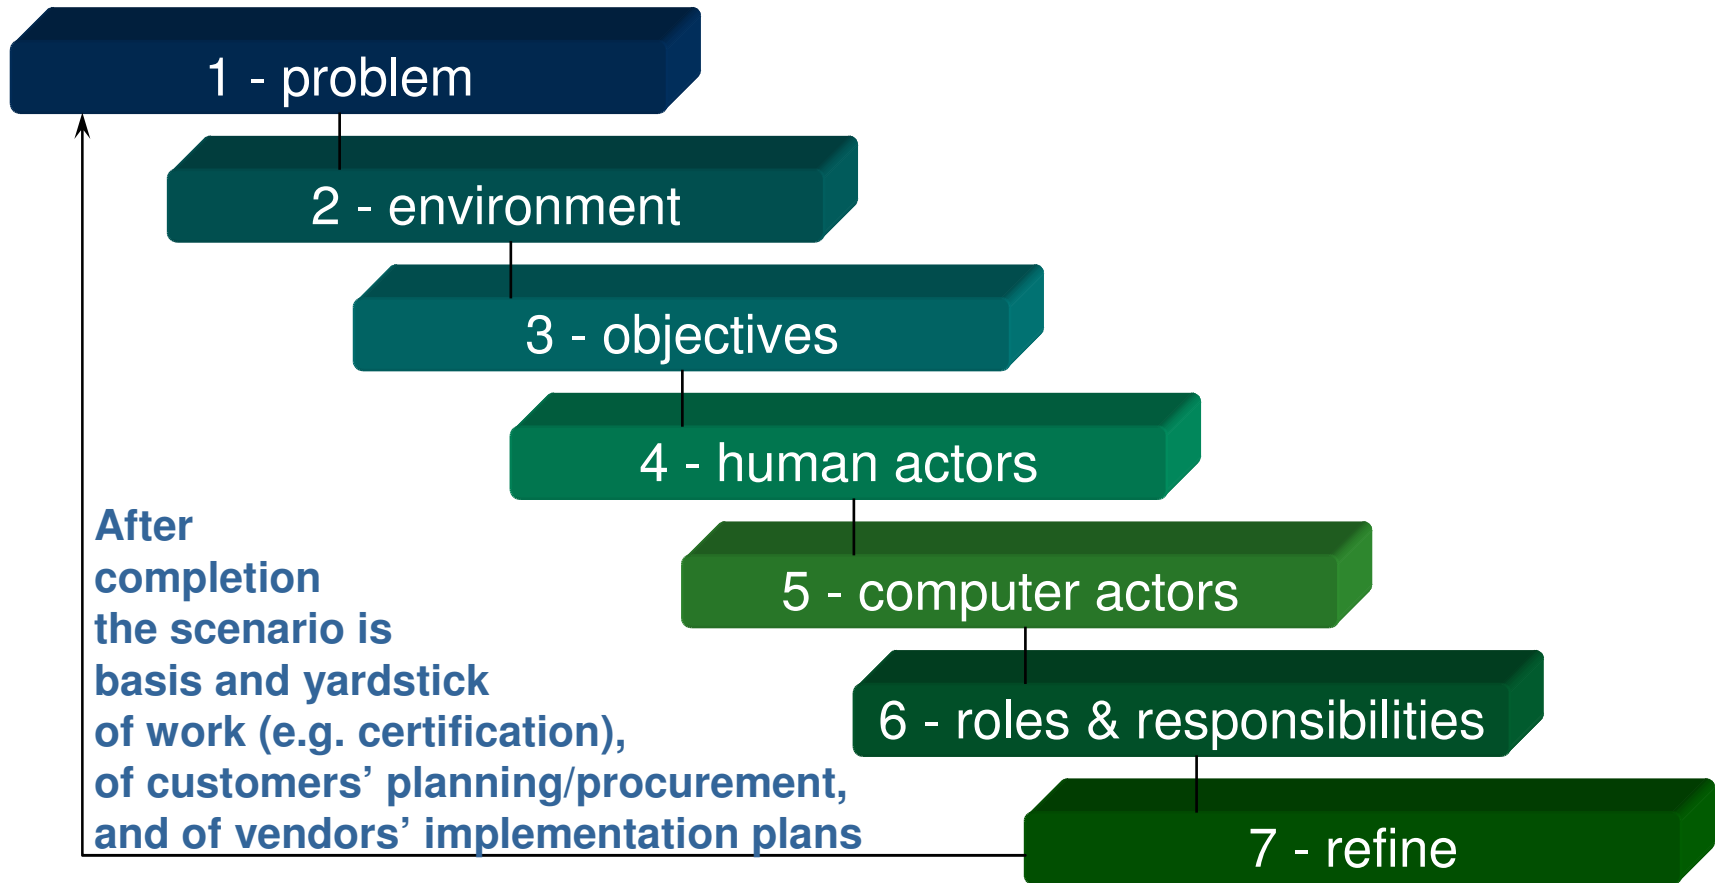 1 - problem
2 - environment
3 - objectives
4 - human actors
5 - computer actors
6 - roles & responsibilities
7 - refine
After
completion
the scenario is
basis and yardstick
of work (e.g. certification),
of customers’ planning/procurement,
and of vendors’ implementation plans